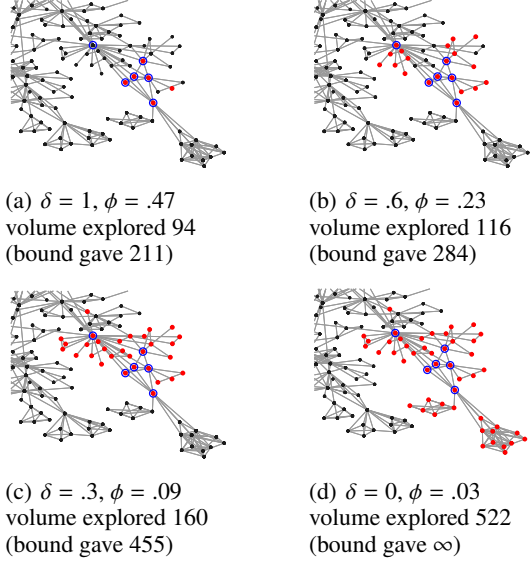 (a) δ = 1, ϕ = .47
volume explored 94
(bound gave 211)
(b) δ = .6, ϕ = .23
volume explored 116
(bound gave 284)
(c) δ = .3, ϕ = .09
volume explored 160
(bound gave 455)
(d) δ = 0, ϕ = .03
volume explored 522
(bound gave ∞)